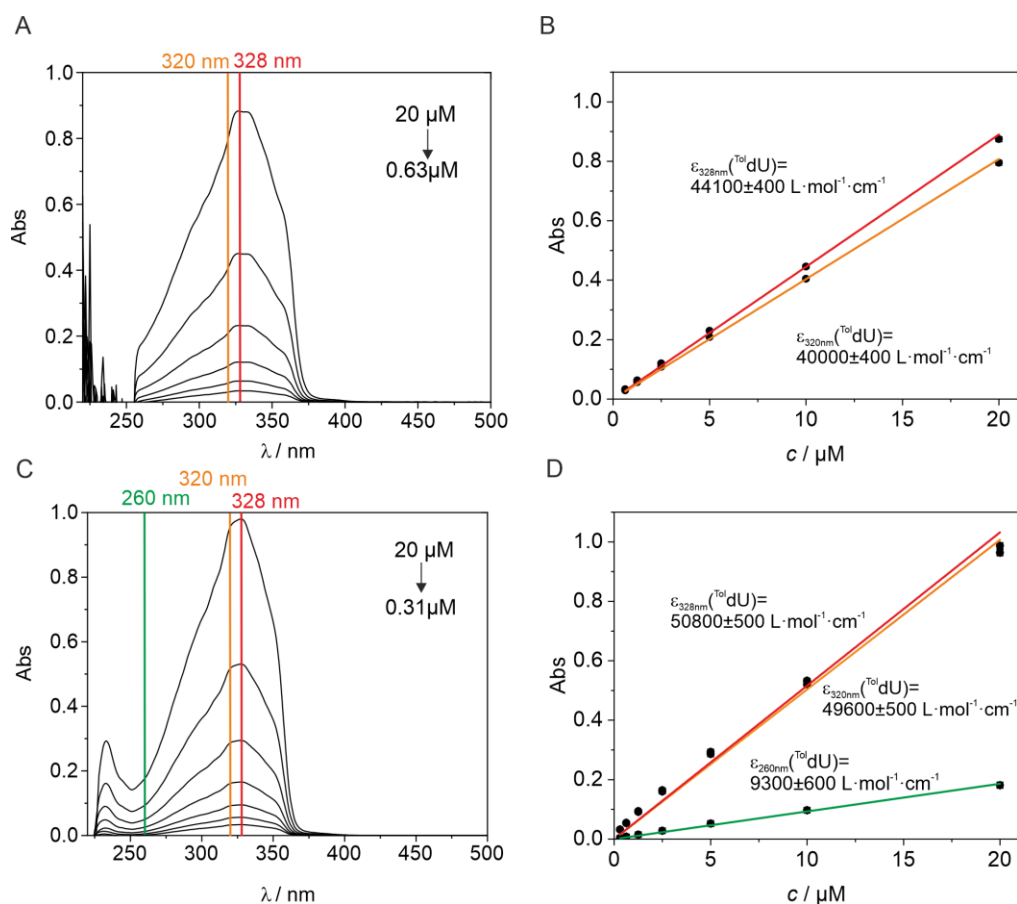 A
320 nm 328 nm
1.0
0.8
0.6
0.4
0.2
0.0
Abs
20 µM
0.63µM
250 300 350 400 450 500
λ / nm
B
1.0
0.8
0.6
0.4
0.2
0.0
Abs
ε328nm(ToldU)=
44100±400 L·mol-1·cm-1
ε320nm(ToldU)=
40000±400 L·mol-1·cm-1
0 5 10 15 20
c / µM
C
320 nm
260 nm 328 nm
1.0
0.8
0.6
0.4
0.2
0.0
Abs
20 µM
0.31µM
250 300 350 400 450 500
λ / nm
D
1.0
0.8
0.6
0.4
0.2
0.0
Abs
ε328nm(ToldU)=
50800±500 L·mol-1·cm-1
ε320nm(ToldU)=
49600±500 L·mol-1·cm-1
ε260nm(ToldU)=
9300±600 L·mol-1·cm-1
0 5 10 15 20
c / µM